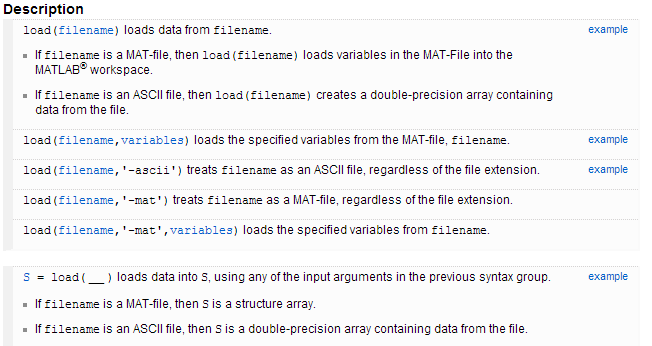 Description
load(filename) loads data from filename. example
If filename is a MAT-file, then load(filename) loads variables in the MAT-File into the
MATLAB® workspace.
If filename is an ASCII file, then load(filename) creates a double-precision array containing
data from the file.
load(filename,variables) loads the specified variables from the MAT-file, filename. example
load(filename,'-ascii') treats filename as an ASCII file, regardless of the file extension. example
load(filename,'-mat') treats filename as a MAT-file, regardless of the file extension.
load(filename,'-mat',variables) loads the specified variables from filename.
S = load(__) loads data into S, using any of the input arguments in the previous syntax group. example
If filename is a MAT-file, then S is a structure array.
If filename is an ASCII file, then S is a double-precision array containing data from the file.